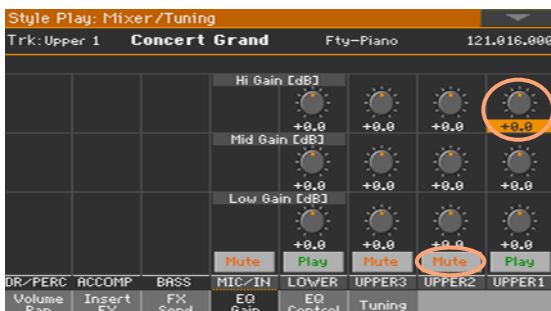 Style Play: Mixer/Tuning
Trk: Upper 1 Concert Grand Fty-Piano 121.016.000
Hi Gain [dB]
+0.0 +0.0 +0.0 +0.0
Mid Gain [dB]
+0.0 +0.0 +0.0 +0.0
Low Gain [dB]
+0.0 +0.0 +0.0 +0.0
Mute Play Mute Mute Play
DR/PERC ACCOMP BASS MIC/IN LOWER UPPER3 UPPER2 UPPER1
Volume Insert FX EQ EQ Tuning
Pan FX Send Gain Control